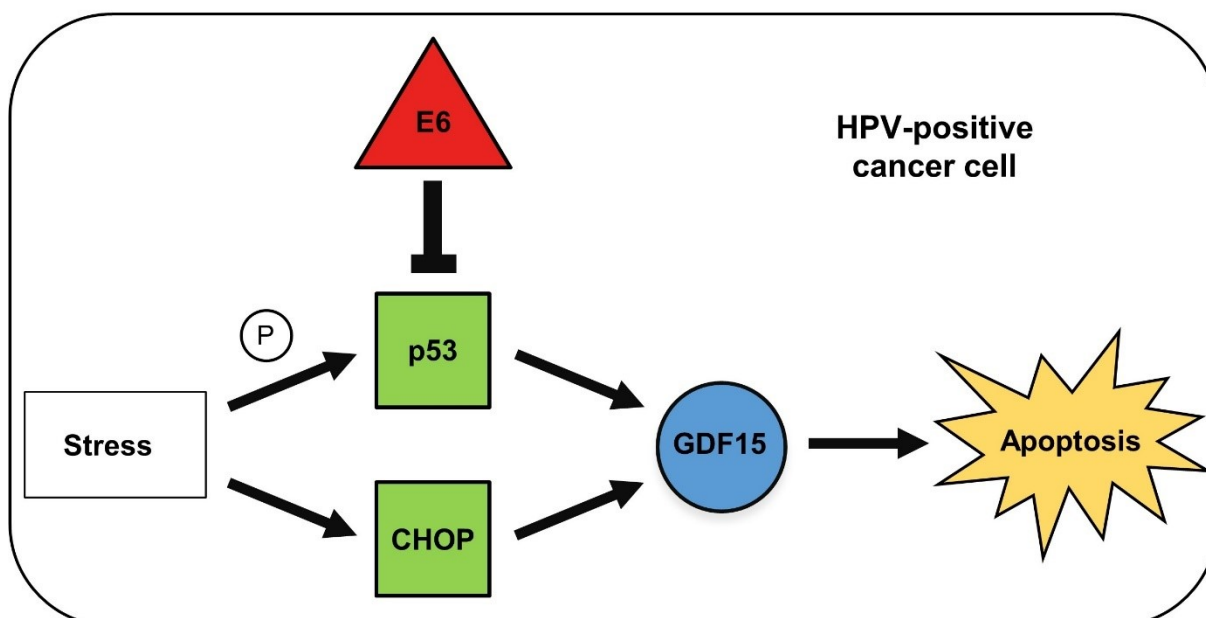 E6
HPV-positive
cancer cell
P
p53
Stress
GDF15
Apoptosis
CHOP